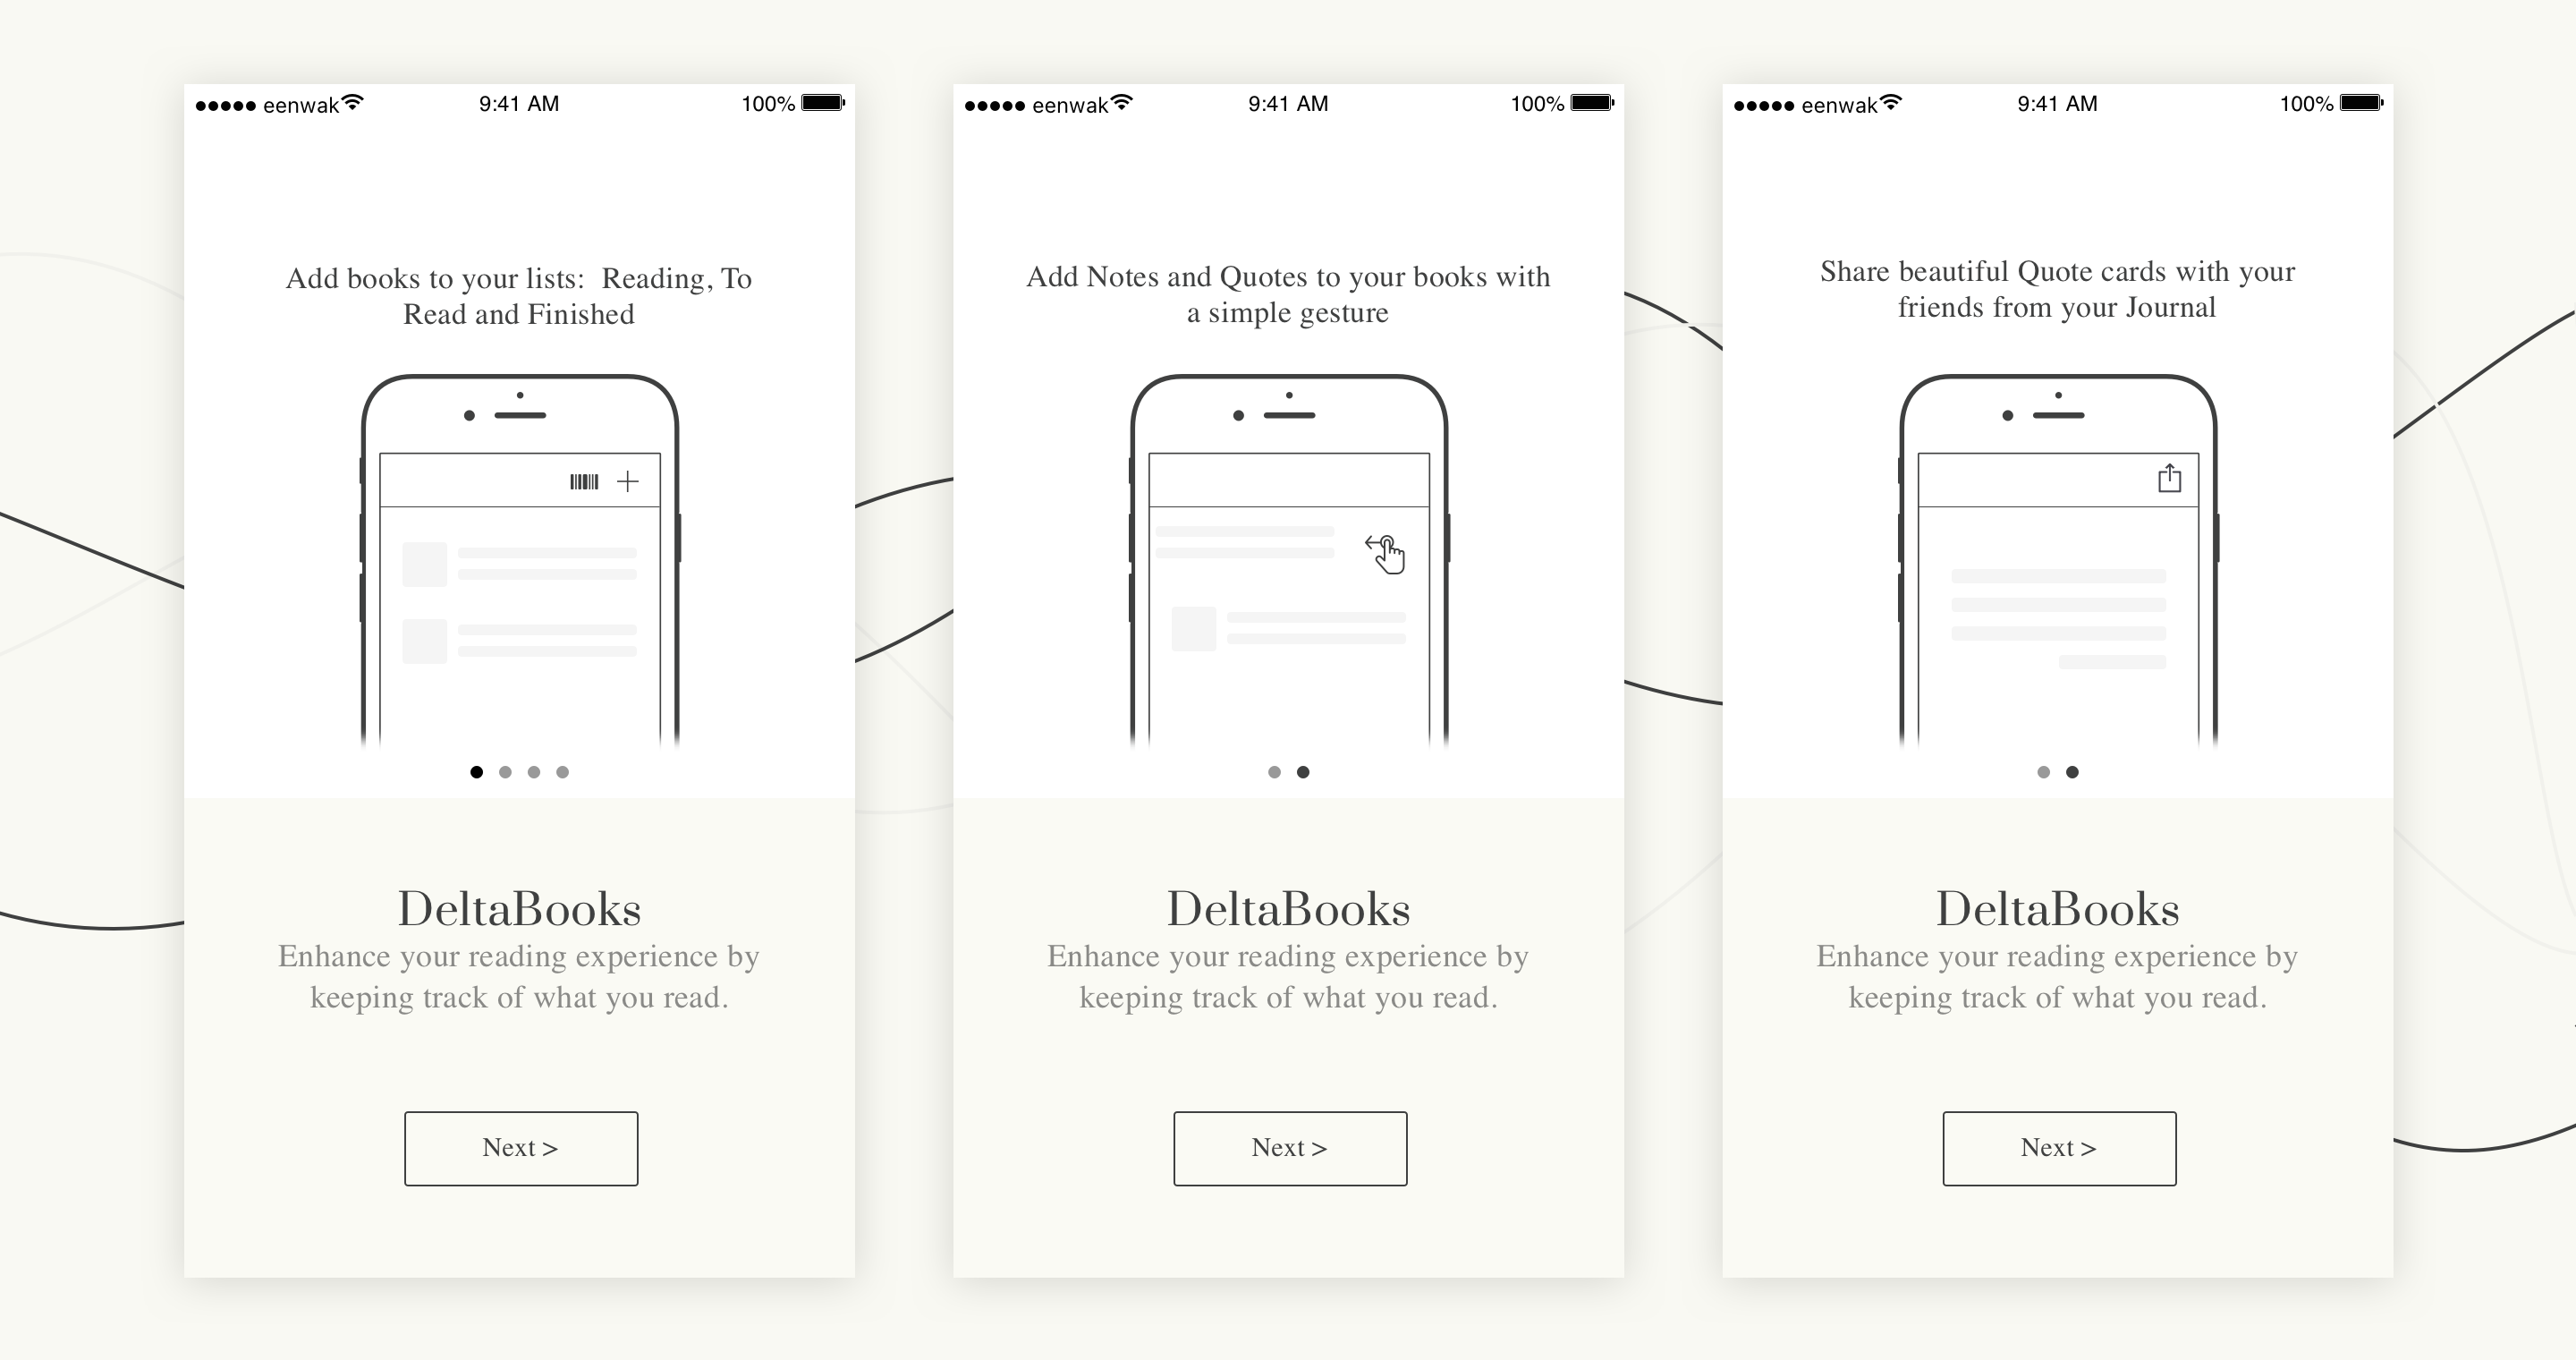 eenwak 9:41 AM 100%
Add books to your lists:  Reading, To
Read and Finished
DeltaBooks
Enhance your reading experience by
keeping track of what you read.
Next >
eenwak 9:41 AM 100%
Add Notes and Quotes to your books with
a simple gesture
DeltaBooks
Enhance your reading experience by
keeping track of what you read.
Next >
eenwak 9:41 AM 100%
Share beautiful Quote cards with your
friends from your Journal
DeltaBooks
Enhance your reading experience by
keeping track of what you read.
Next >